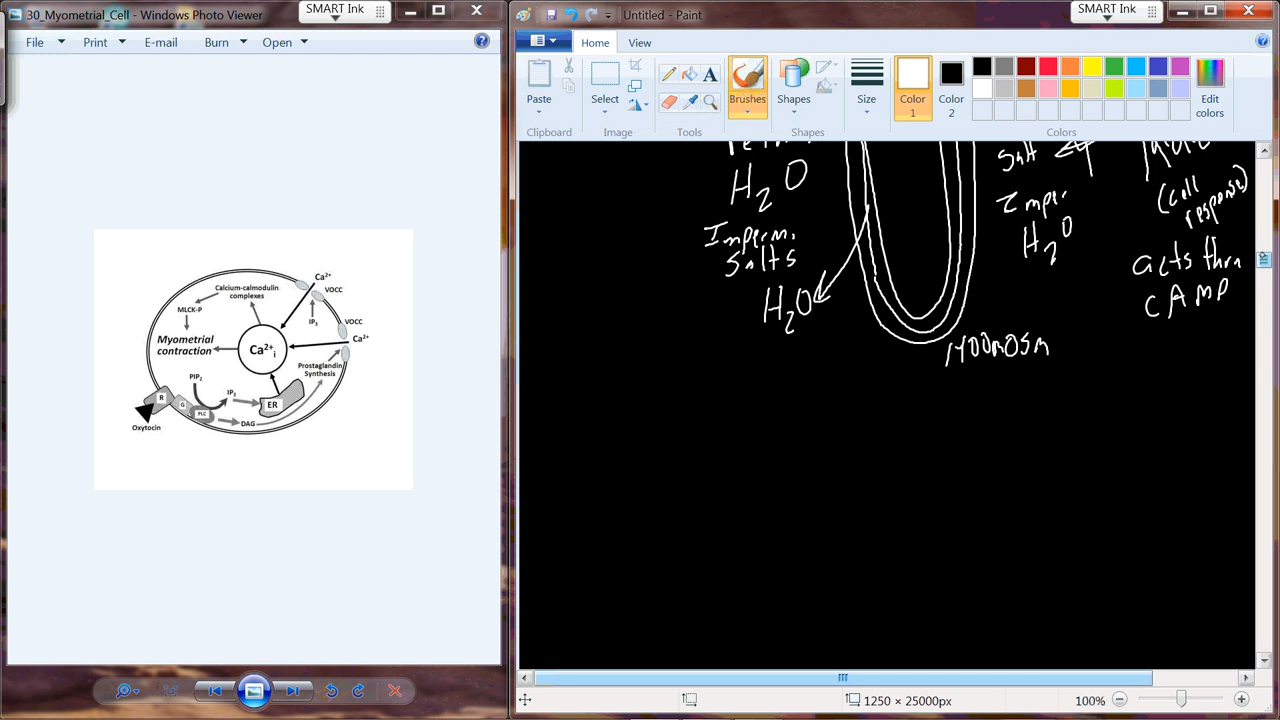 30_Myometrial_Cell - Windows Photo Viewer
SMART Ink
File
Print
E-mail
Burn
Open
Ca2+
VOCC
Calcium-calmodulin
complexes
MLCK-P
IP3
VOCC
Myometrial
contraction
Ca2+i
Ca2+
Prostaglandin
Synthesis
PIP2
IP3
R
G
PLC
ER
DAG
Oxytocin
Untitled - Paint
SMART Ink
Home
View
Paste
Select
Brushes
Shapes
Size
Color
1
Color
2
Edit
colors
Clipboard
Image
Tools
Shapes
Colors
H2O
Imperm.
Salts
H2O
Salt
Imper
H2O
(cell
response)
acts thru
cAMP
1400mOsm
1250 × 25000px
100%